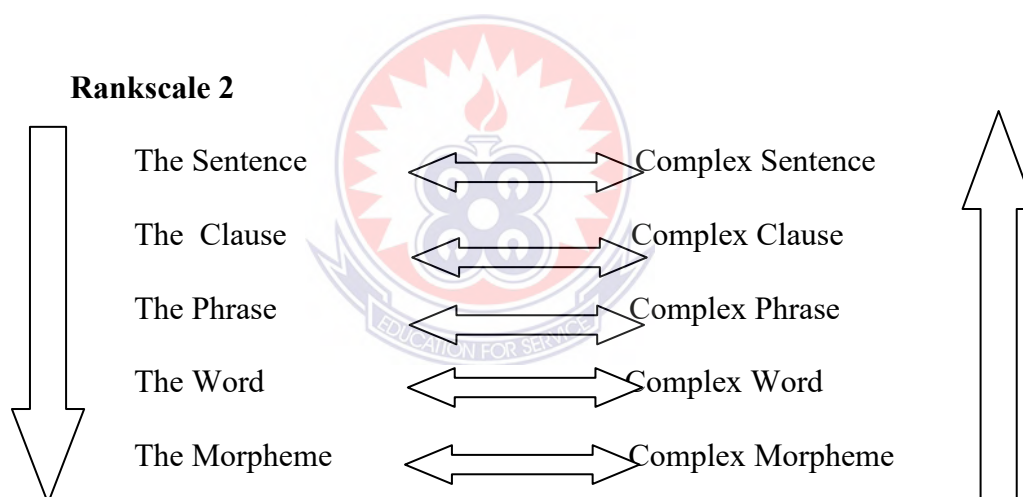 Rankscale 2
The Sentence Complex Sentence
The Clause Complex Clause
The Phrase Complex Phrase
EDUCATION FOR SERVICE
The Word Complex Word
The Morpheme Complex Morpheme